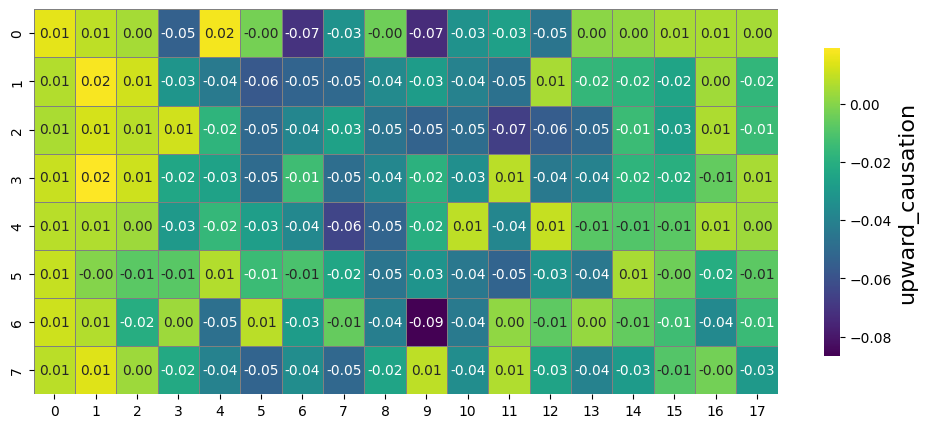 0 0.01 0.01 0.00 -0.05 0.02 -0.00 -0.07 -0.03 -0.00 -0.07 -0.03 -0.03 -0.05 0.00 0.00 0.01 0.01 0.00
1 0.01 0.02 0.01 -0.03 -0.04 -0.06 -0.05 -0.05 -0.04 -0.03 -0.04 -0.05 0.01 -0.02 -0.02 -0.02 0.00 -0.02
2 0.01 0.01 0.01 0.01 -0.02 -0.05 -0.04 -0.03 -0.05 -0.05 -0.05 -0.07 -0.06 -0.05 -0.01 -0.03 0.01 -0.01
3 0.01 0.02 0.01 -0.02 -0.03 -0.05 -0.01 -0.05 -0.04 -0.02 -0.03 0.01 -0.04 -0.04 -0.02 -0.02 -0.01 0.01
4 0.01 0.01 0.00 -0.03 -0.02 -0.03 -0.04 -0.06 -0.05 -0.02 0.01 -0.04 0.01 -0.01 -0.01 -0.01 0.01 0.00
5 0.01 -0.00 -0.01 -0.01 0.01 -0.01 -0.01 -0.02 -0.05 -0.03 -0.04 -0.05 -0.03 -0.04 0.01 -0.00 -0.02 -0.01
6 0.01 0.01 -0.02 0.00 -0.05 0.01 -0.03 -0.01 -0.04 -0.09 -0.04 0.00 -0.01 0.00 -0.01 -0.01 -0.04 -0.01
7 0.01 0.01 0.00 -0.02 -0.04 -0.05 -0.04 -0.05 -0.02 0.01 -0.04 0.01 -0.03 -0.04 -0.03 -0.01 -0.00 -0.03
0 1 2 3 4 5 6 7 8 9 10 11 12 13 14 15 16 17
0.00
−0.02
−0.04
−0.06
−0.08
upward_causation